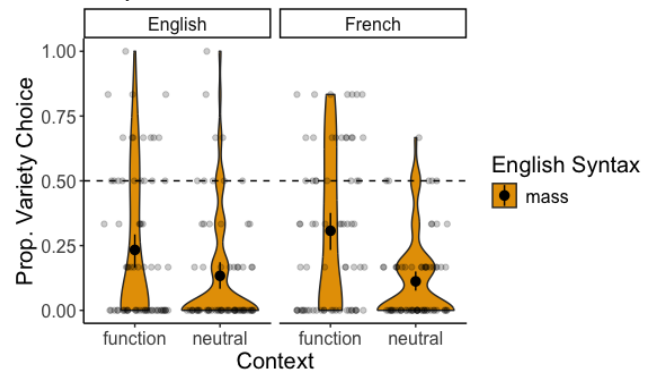 English French
Prop. Variety Choice
1.00
0.75
0.50
0.25
0.00
function neutral function neutral
Context
English Syntax
mass